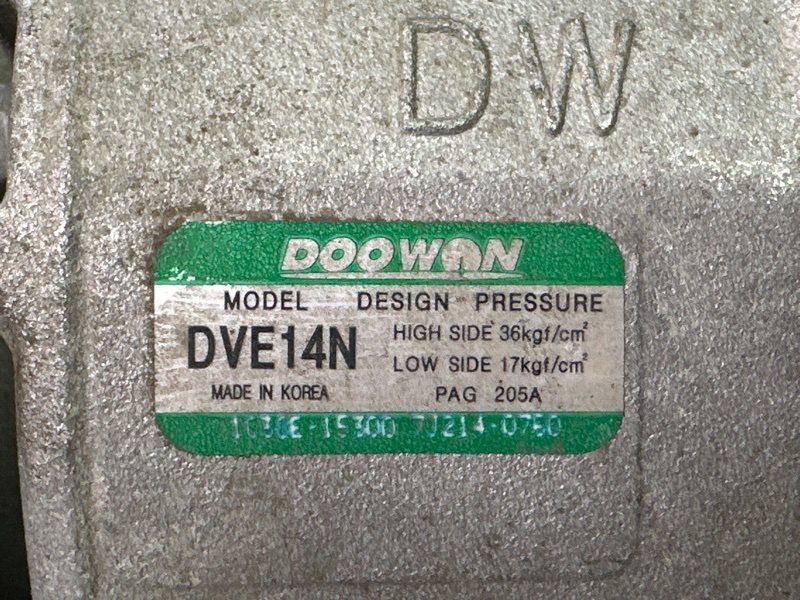 DW
DOOWON
MODEL DESIGN PRESSURE
DVE14N HIGH SIDE 36kgf/cm²
LOW SIDE 17kgf/cm²
MADE IN KOREA PAG 205A